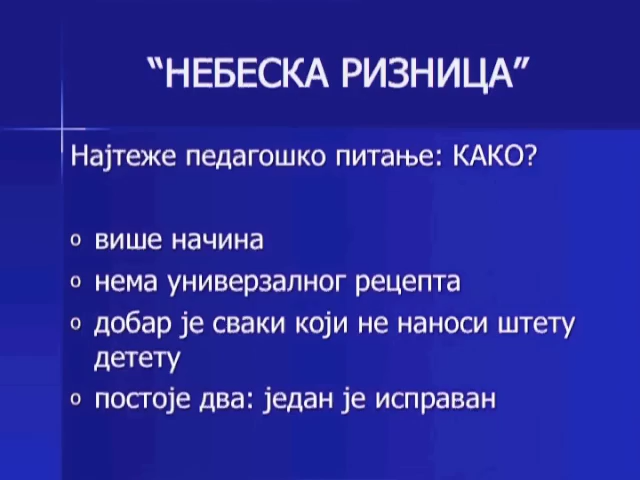 “НЕБЕСКА РИЗНИЦА”
Најтеже педагошко питање: КАКО?
o више начина
o нема универзалног рецепта
o добар је сваки који не наноси штету
детету
o постоје два: један је исправан